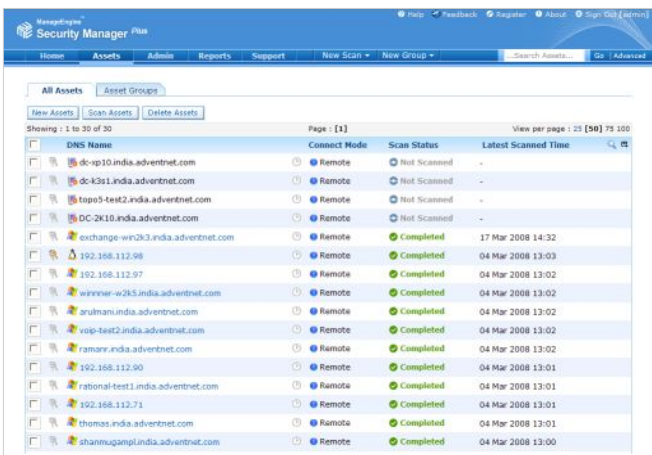 Help Feedback Register About Sign Out [admin]
ManageEngine
Security Manager Plus
Home Assets Admin Reports Support New Scan New Group ...Search Assets... Go Advanced
All Assets Asset Groups
New Assets Scan Assets Delete Assets
Showing : 1 to 30 of 30 Page : [1] View per page : 25 [50] 75 100
DNS Name Connect Mode Scan Status Latest Scanned Time
dc-xp10.india.adventnet.com Remote Not Scanned -
dc-k3s1.india.adventnet.com Remote Not Scanned -
topo5-test2.india.adventnet.com Remote Not Scanned -
DC-2K10.india.adventnet.com Remote Not Scanned -
exchange-win2k3.india.adventnet.com Remote Completed 17 Mar 2008 14:32
192.168.112.98 Remote Completed 04 Mar 2008 13:03
192.168.112.97 Remote Completed 04 Mar 2008 13:02
winnner-w2k5.india.adventnet.com Remote Completed 04 Mar 2008 13:02
arulmani.india.adventnet.com Remote Completed 04 Mar 2008 13:02
voip-test2.india.adventnet.com Remote Completed 04 Mar 2008 13:02
ramanr.india.adventnet.com Remote Completed 04 Mar 2008 13:02
192.168.112.90 Remote Completed 04 Mar 2008 13:01
rational-test1.india.adventnet.com Remote Completed 04 Mar 2008 13:01
192.168.112.71 Remote Completed 04 Mar 2008 13:01
thomas.india.adventnet.com Remote Completed 04 Mar 2008 13:01
shanmugampl.india.adventnet.com Remote Completed 04 Mar 2008 13:00